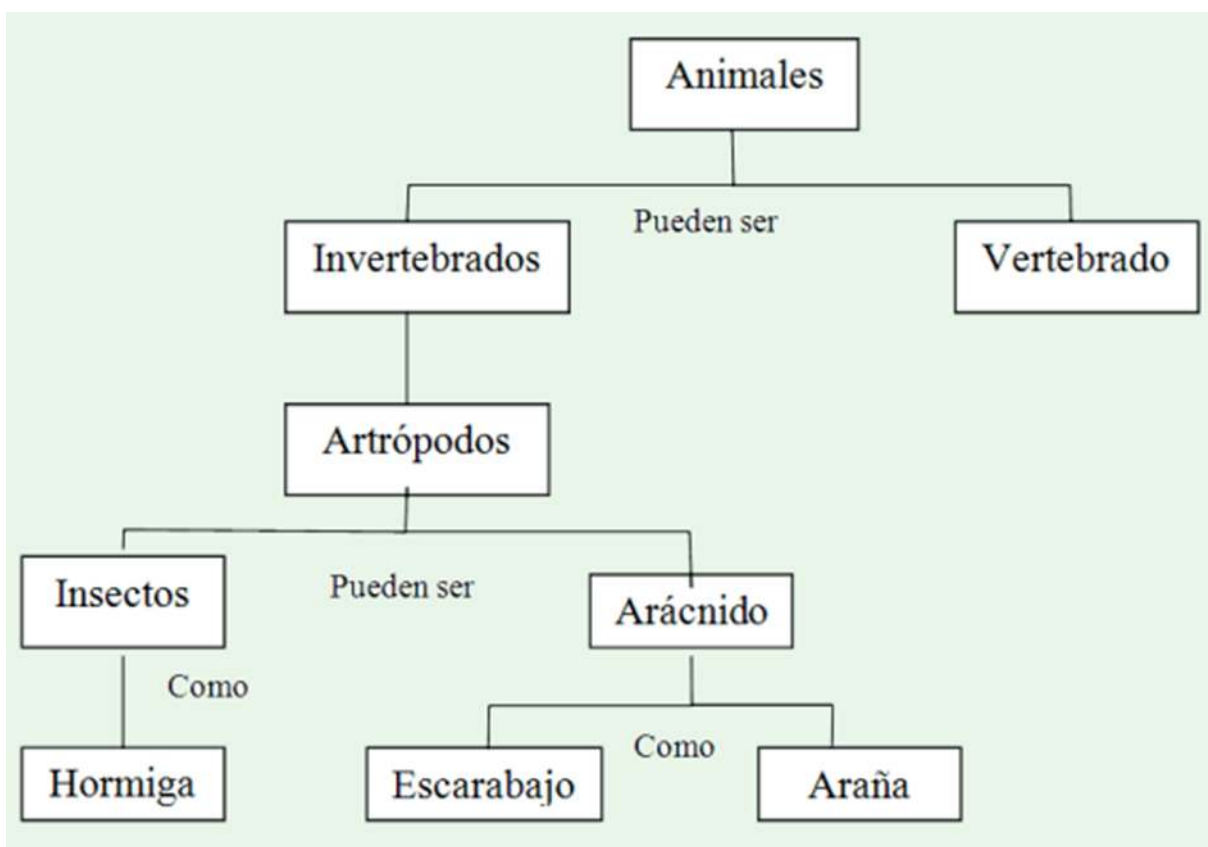 Animales
Pueden ser
Invertebrados
Vertebrado
Artrópodos
Insectos
Pueden ser
Arácnido
Como
Hormiga
Escarabajo
Como
Araña